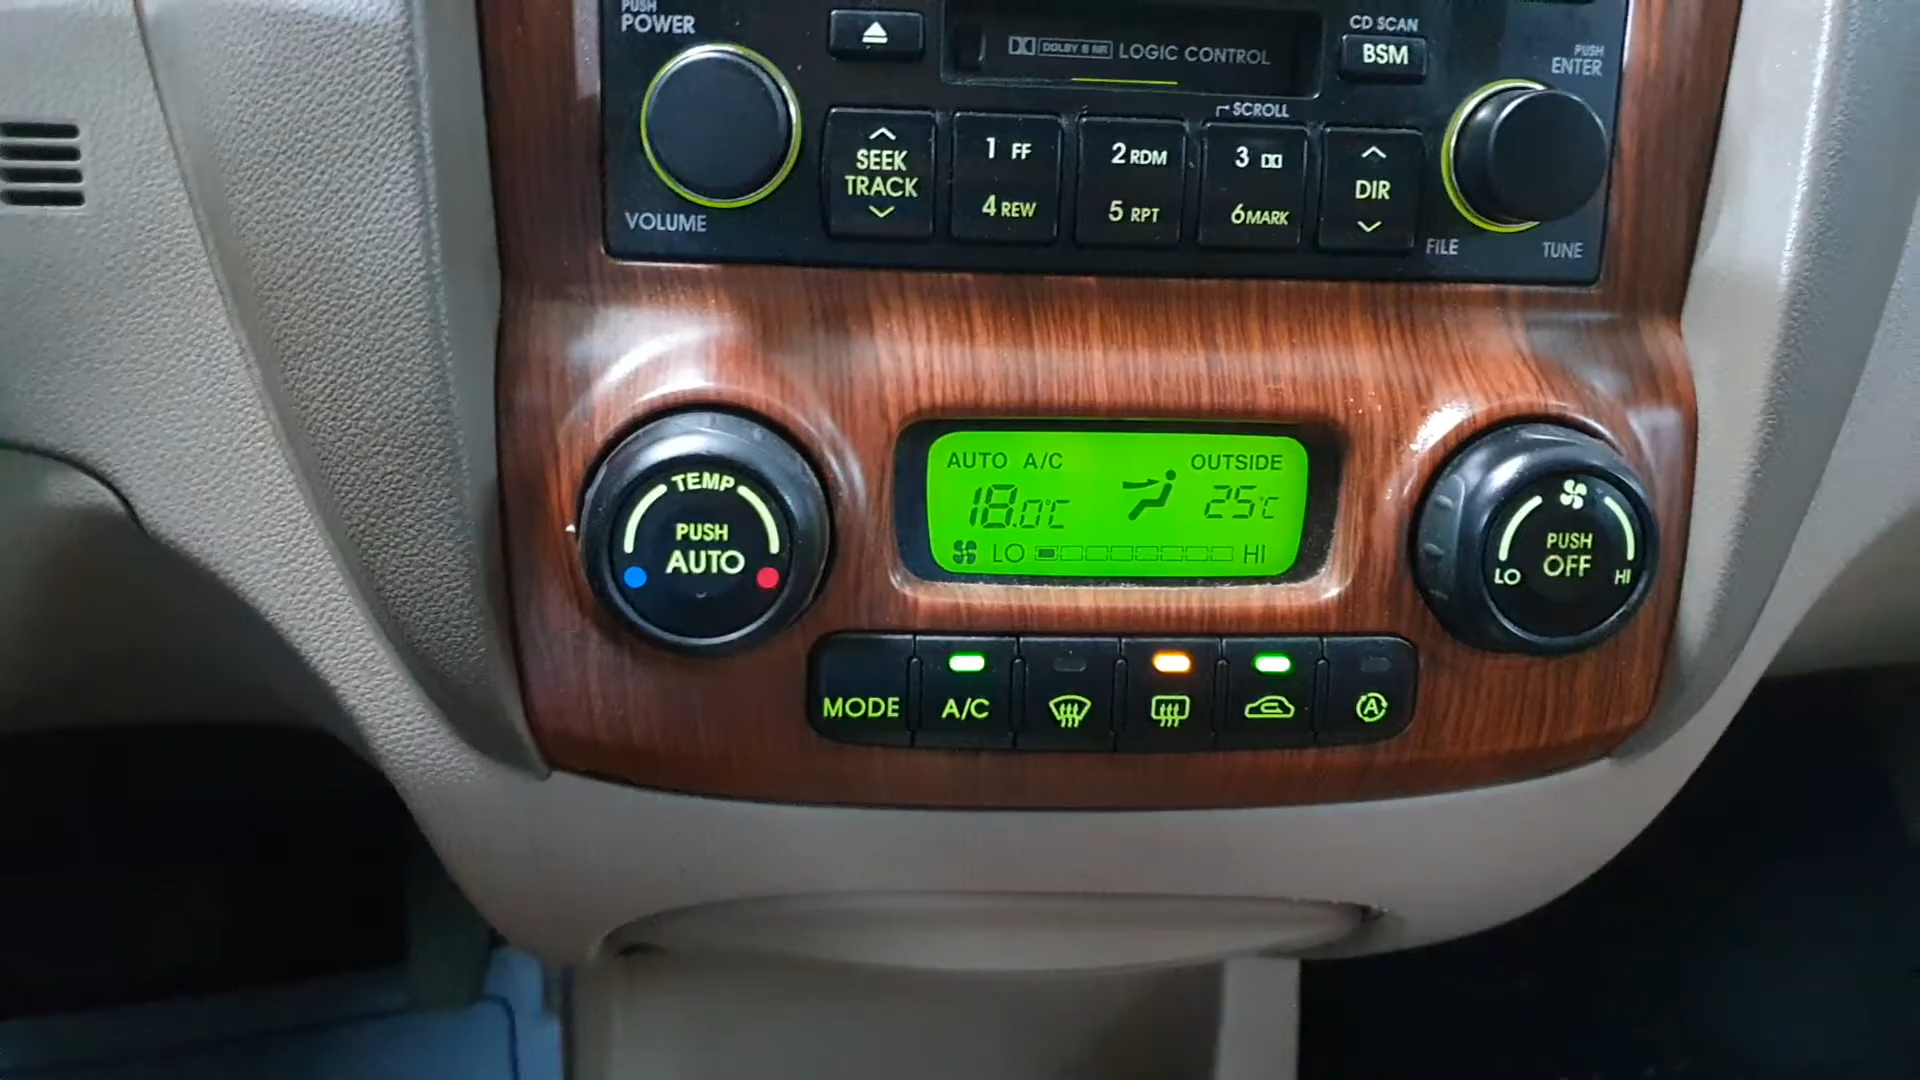 PUSH
POWER
VOLUME
DOLBY B NR LOGIC CONTROL
CD SCAN
BSM
PUSH
ENTER
SEEK
TRACK
1 FF
4 REW
2 RDM
5 RPT
SCROLL
3
6 MARK
DIR
FILE
TUNE
TEMP
PUSH
AUTO
AUTO A/C
OUTSIDE
18.0°C
25°C
LO
HI
PUSH
OFF
LO
HI
MODE
A/C
A